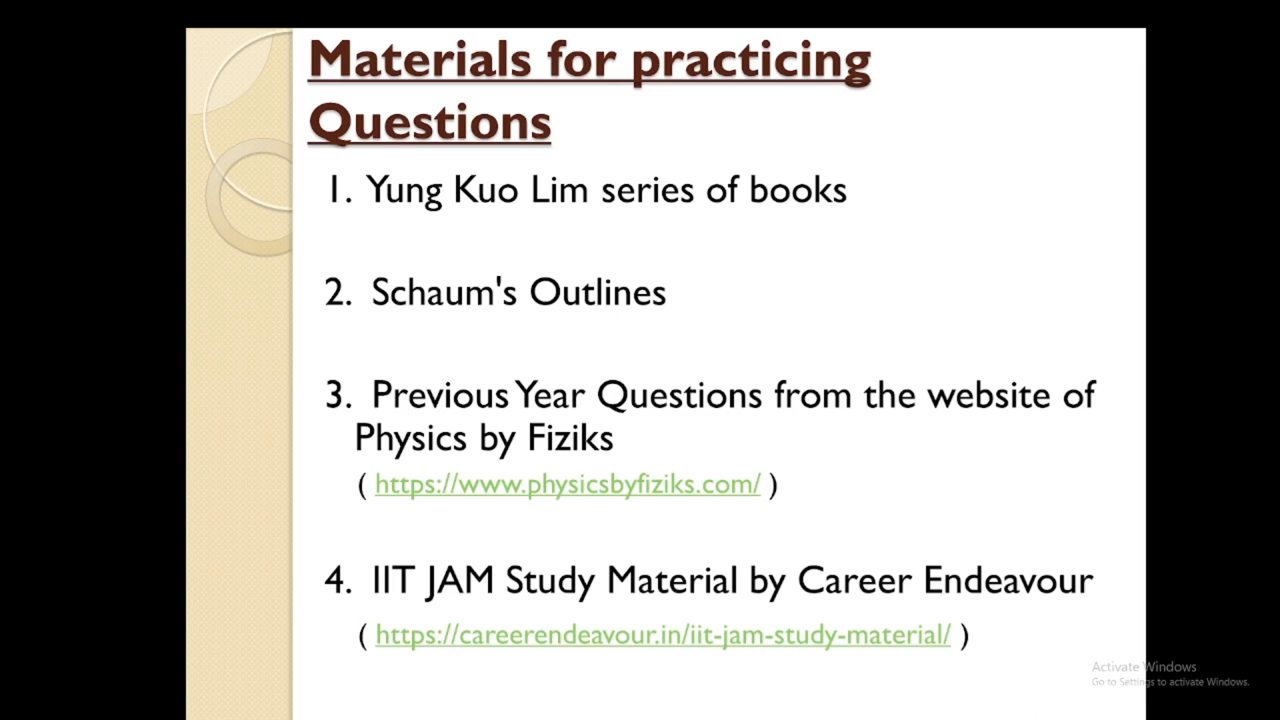 Materials for practicing
Questions
1. Yung Kuo Lim series of books
2. Schaum's Outlines
3. Previous Year Questions from the website of
Physics by Fiziks
( https://www.physicsbyfiziks.com/ )
4. IIT JAM Study Material by Career Endeavour
( https://careerendeavour.in/iit-jam-study-material/ )
Activate Windows
Go to Settings to activate Windows.